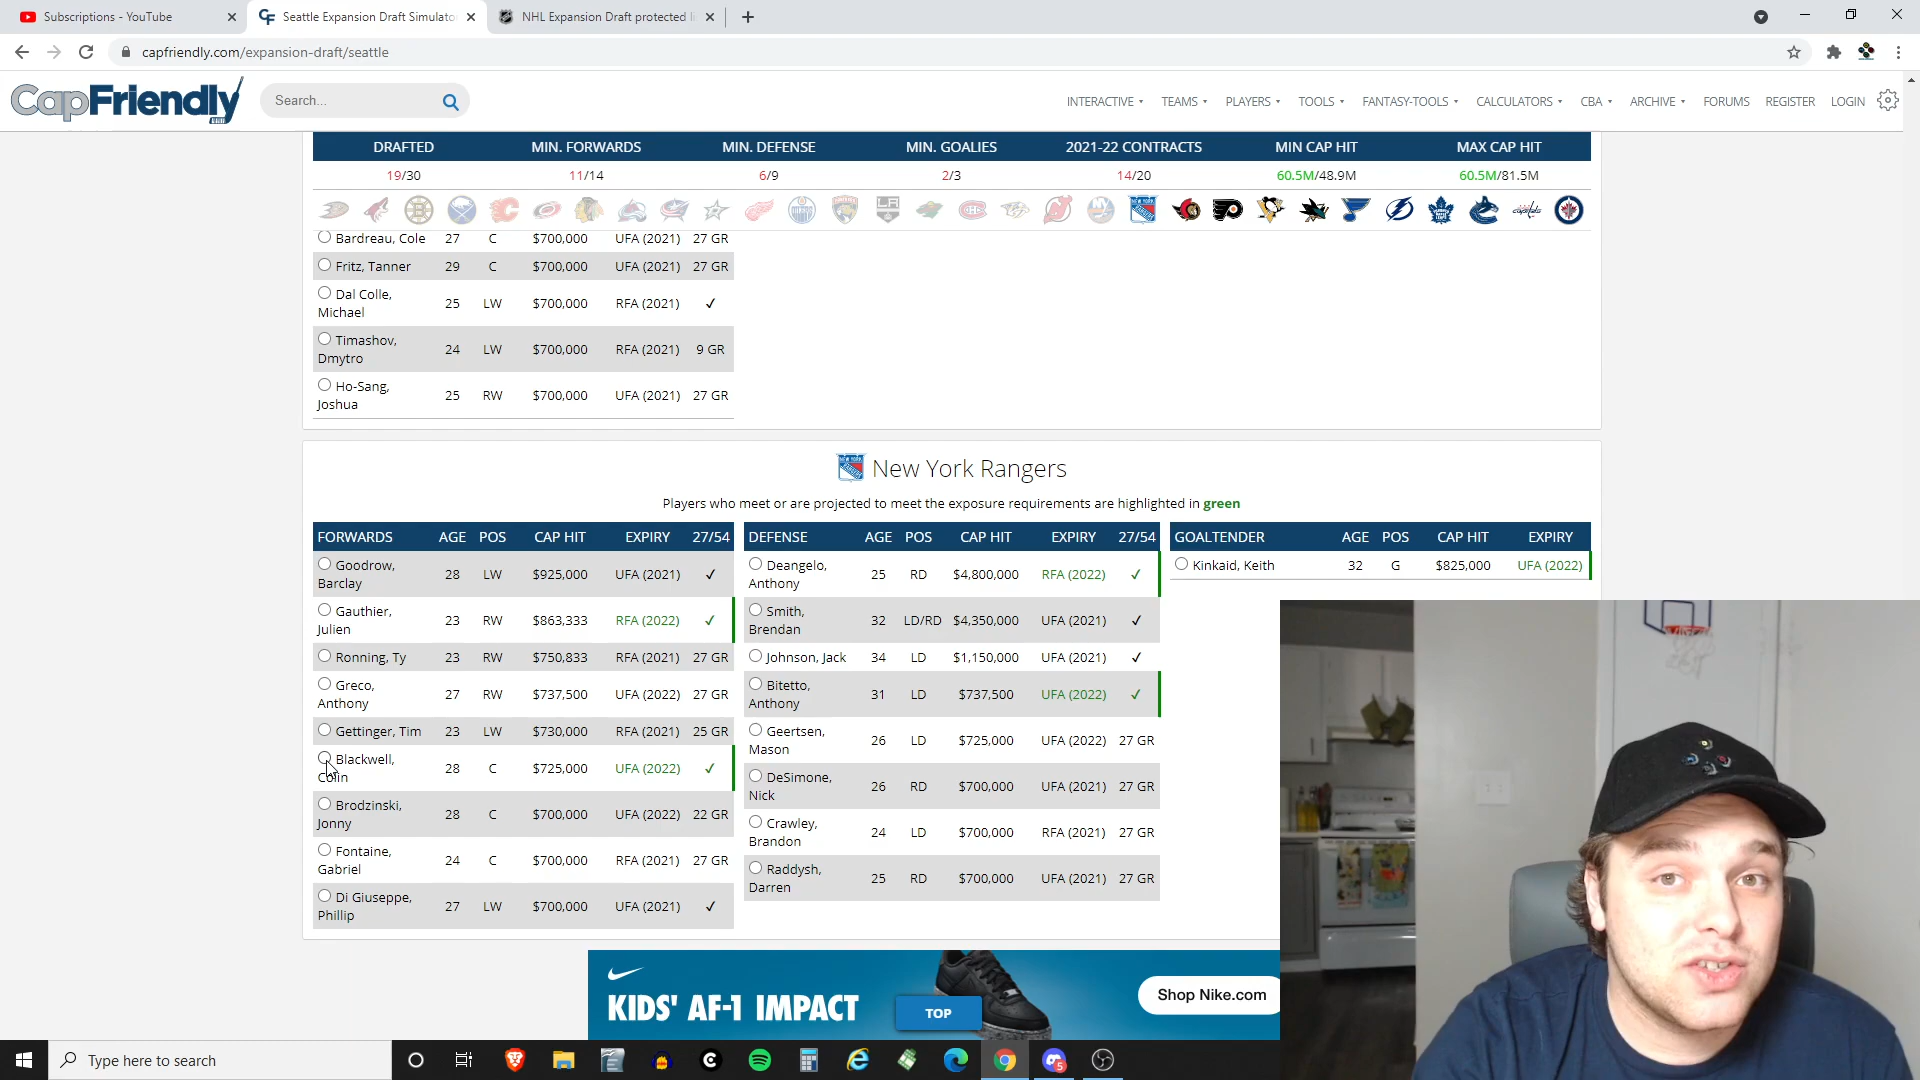 Subscriptions - YouTube
Seattle Expansion Draft Simulator
NHL Expansion Draft protected li
capfriendly.com/expansion-draft/seattle
CapFriendly
Search...
INTERACTIVE TEAMS PLAYERS TOOLS FANTASY-TOOLS CALCULATORS CBA ARCHIVE FORUMS REGISTER LOGIN
DRAFTED MIN. FORWARDS MIN. DEFENSE MIN. GOALIES 2021-22 CONTRACTS MIN CAP HIT MAX CAP HIT
19/30 11/14 6/9 2/3 14/20 60.5M/48.9M 60.5M/81.5M
Bardreau, Cole 27 C $700,000 UFA (2021) 27 GR
Fritz, Tanner 29 C $700,000 UFA (2021) 27 GR
Dal Colle, Michael 25 LW $700,000 RFA (2021) ✓
Timashov, Dmytro 24 LW $700,000 RFA (2021) 9 GR
Ho-Sang, Joshua 25 RW $700,000 UFA (2021) 27 GR
New York Rangers
Players who meet or are projected to meet the exposure requirements are highlighted in green
FORWARDS AGE POS CAP HIT EXPIRY 27/54
Goodrow, Barclay 28 LW $925,000 UFA (2021) ✓
Gauthier, Julien 23 RW $863,333 RFA (2022) ✓
Ronning, Ty 23 RW $750,833 RFA (2021) 27 GR
Greco, Anthony 27 RW $737,500 UFA (2022) 27 GR
Gettinger, Tim 23 LW $730,000 RFA (2021) 25 GR
Blackwell, Colin 28 C $725,000 UFA (2022) ✓
Brodzinski, Jonny 28 C $700,000 UFA (2022) 22 GR
Fontaine, Gabriel 24 C $700,000 RFA (2021) 27 GR
Di Giuseppe, Phillip 27 LW $700,000 UFA (2021) ✓
DEFENSE AGE POS CAP HIT EXPIRY 27/54
Deangelo, Anthony 25 RD $4,800,000 RFA (2022) ✓
Smith, Brendan 32 LD/RD $4,350,000 UFA (2021) ✓
Johnson, Jack 34 LD $1,150,000 UFA (2021) ✓
Bitetto, Anthony 31 LD $737,500 UFA (2022) ✓
Geertsen, Mason 26 LD $725,000 UFA (2022) 27 GR
DeSimone, Nick 26 RD $700,000 UFA (2021) 27 GR
Crawley, Brandon 24 LD $700,000 RFA (2021) 27 GR
Raddysh, Darren 25 RD $700,000 UFA (2021) 27 GR
GOALTENDER AGE POS CAP HIT EXPIRY
Kinkaid, Keith 32 G $825,000 UFA (2022)
KIDS' AF-1 IMPACT
TOP
Shop Nike.com
Type here to search
5